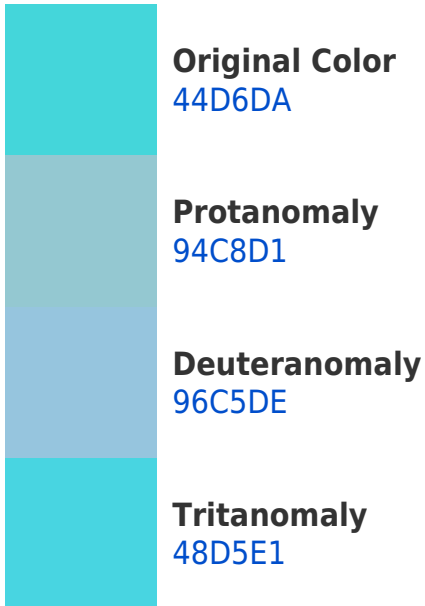 Original Color
44D6DA
Protanomaly
94C8D1
Deuteranomaly
96C5DE
Tritanomaly
48D5E1